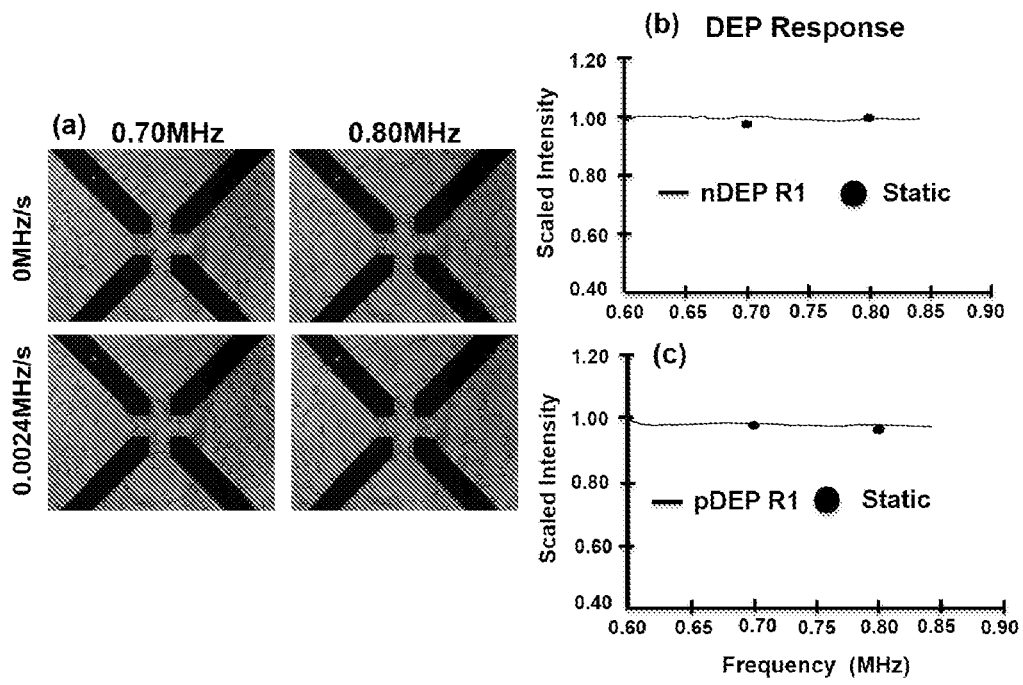 (a)
0.70MHz 0.80MHz
0MHz/s
0.0024MHz/s
(b) DEP Response
Scaled Intensity
1.20
1.00
0.80
0.60
0.40
nDEP R1 Static
0.60 0.65 0.70 0.75 0.80 0.85 0.90
(c)
Scaled Intensity
1.20
1.00
0.80
0.60
0.40
pDEP R1 Static
0.60 0.65 0.70 0.75 0.80 0.85 0.90
Frequency (MHz)